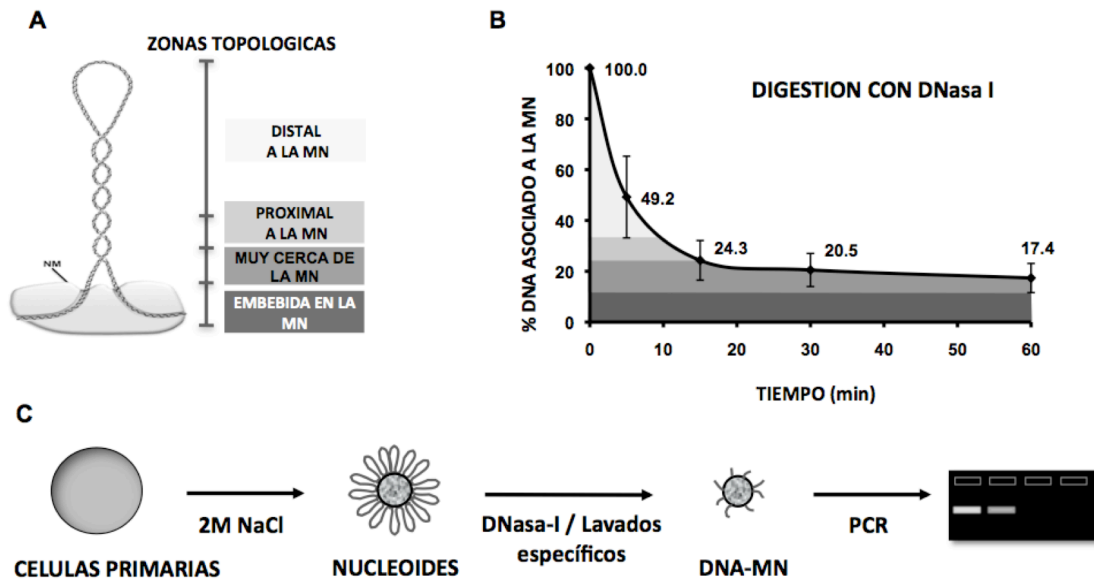 A
ZONAS TOPOLOGICAS
DISTAL
A LA MN
PROXIMAL
A LA MN
MUY CERCA DE
LA MN
NM
EMBEBIDA EN LA
MN
B
DIGESTION CON DNasa I
% DNA ASOCIADO A LA MN
100
80
60
40
20
0
100.0
49.2
24.3
20.5
17.4
0 10 20 30 40 50 60
TIEMPO (min)
C
2M NaCl
DNasa-I / Lavados
específicos
PCR
CELULAS PRIMARIAS
NUCLEOIDES
DNA-MN